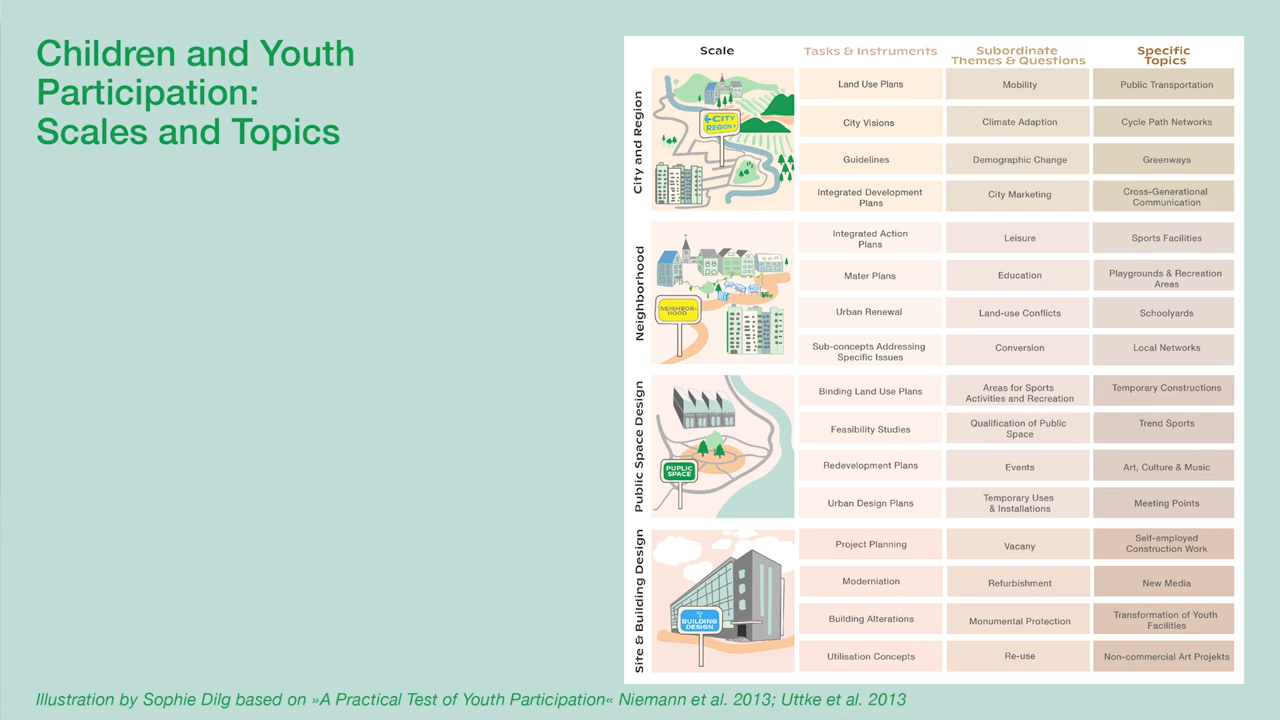 Children and Youth
Participation:
Scales and Topics
Scale
Tasks & Instruments
Subordinate
Themes & Questions
Specific
Topics
City and Region
CITY
REGION
Land Use Plans
Mobility
Public Transportation
City Visions
Climate Adaption
Cycle Path Networks
Guidelines
Demographic Change
Greenways
Integrated Development
Plans
City Marketing
Cross-Generational
Communication
Neighborhood
NEIGHBOR-
HOOD
Integrated Action
Plans
Leisure
Sports Facilities
Mater Plans
Education
Playgrounds & Recreation
Areas
Urban Renewal
Land-use Conflicts
Schoolyards
Sub-concepts Addressing
Specific Issues
Conversion
Local Networks
Public Space Design
PUPLIC
SPACE
Binding Land Use Plans
Areas for Sports
Activities and Recreation
Temporary Constructions
Feasibility Studies
Qualification of Public
Space
Trend Sports
Redevelopment Plans
Events
Art, Culture & Music
Urban Design Plans
Temporary Uses
& Installations
Meeting Points
Site & Building Design
BUILDING
DESIGN
Project Planning
Vacancy
Self-employed
Construction Work
Moderniation
Refurbishment
New Media
Building Alterations
Monumental Protection
Transformation of Youth
Facilities
Utilisation Concepts
Re-use
Non-commercial Art Projekts
Illustration by Sophie Dilg based on »A Practical Test of Youth Participation« Niemann et al. 2013; Uttke et al. 2013